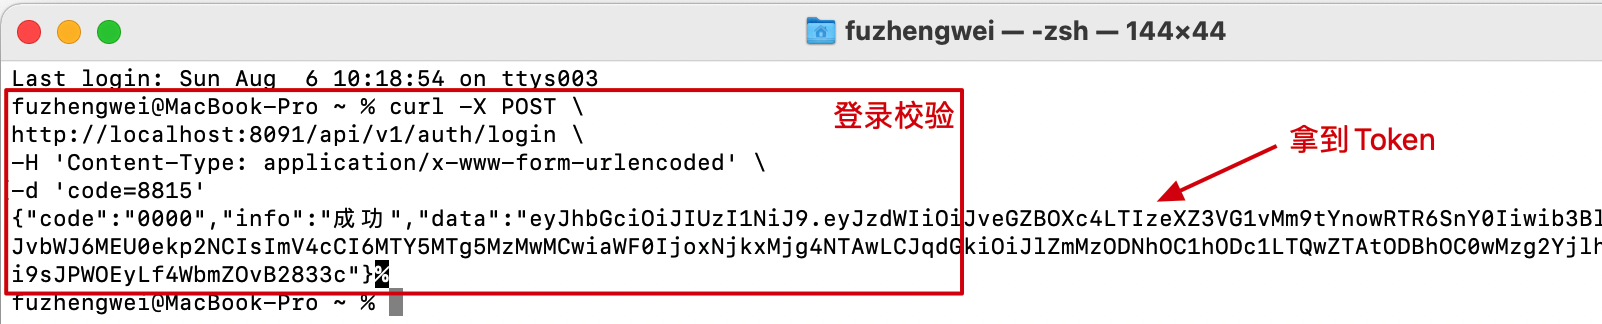 fuzhengwei — -zsh — 144×44
Last login: Sun Aug  6 10:18:54 on ttys003
fuzhengwei@MacBook-Pro ~ % curl -X POST \
登录校验
http://localhost:8091/api/v1/auth/login \
拿到 Token
-H 'Content-Type: application/x-www-form-urlencoded' \
-d 'code=8815'
{"code":"0000","info":"成功","data":"eyJhbGciOiJIUzI1NiJ9.eyJzdWIiOiJveGZBOXc4LTIzeXZ3VG1vMm9tYnowRTR6SnY0Iiwib3Bl
JvbWJ6MEU0ekp2NCIsImV4cCI6MTY5MTg5MzMwMCwiaWF0IjoxNjkxMjg4NTAwLCJqdGkiOiJlZmMzODNhOC1hODc1LTQwZTAtODBhOC0wMzg2Yjlh
i9sJPWOEyLf4WbmZOvB2833c"}%
fuzhengwei@MacBook-Pro ~ %